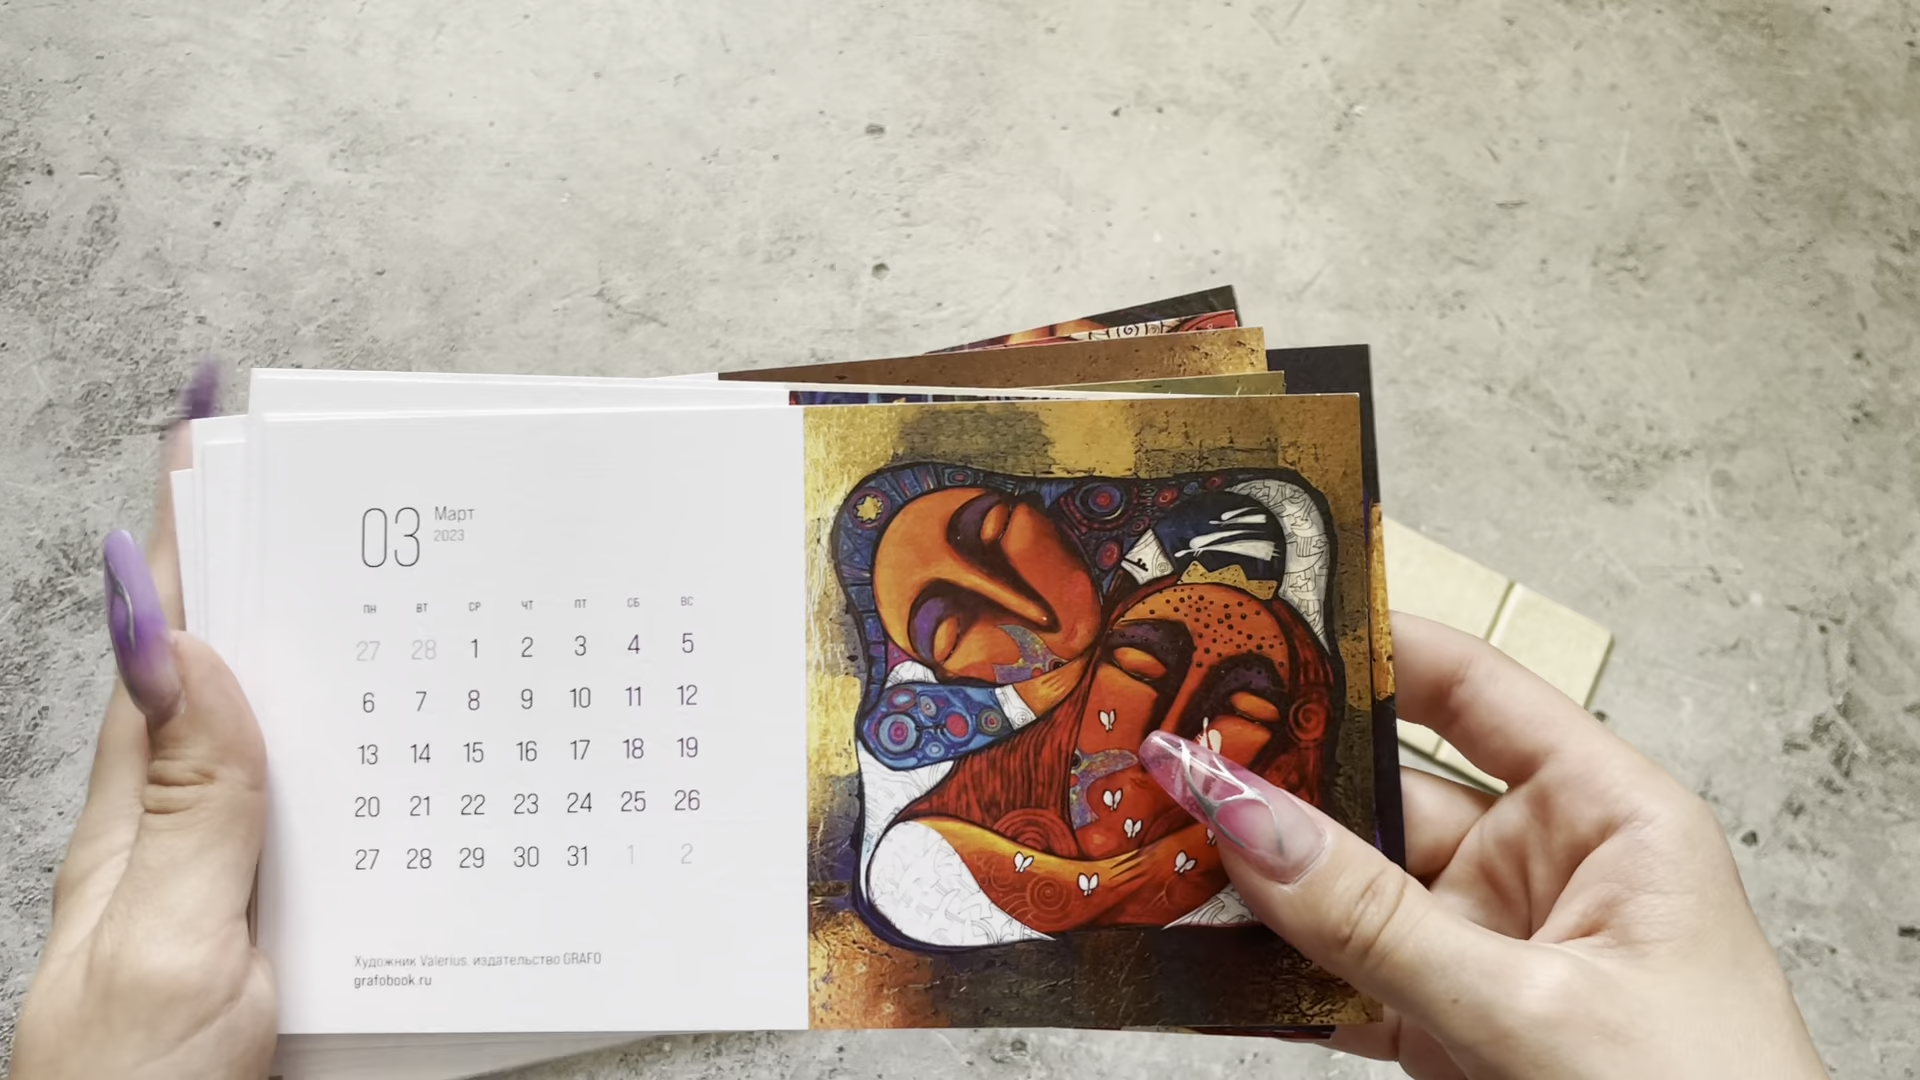 03 Март
2023
ПН ВТ СР ЧТ ПТ СБ ВС
27 28 1 2 3 4 5
6 7 8 9 10 11 12
13 14 15 16 17 18 19
20 21 22 23 24 25 26
27 28 29 30 31 1 2
Художник Valerius, издательство GRAFO
grafobook.ru